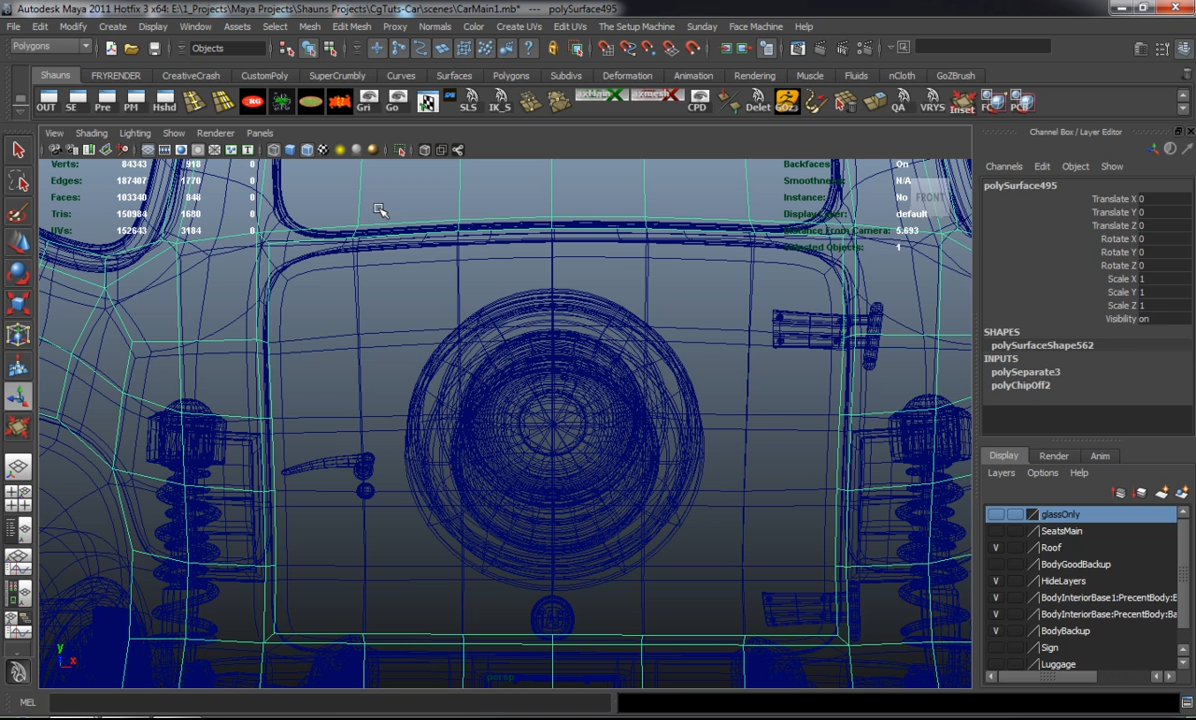 Autodesk Maya 2011 Hotfix 3 x64: E:\1_Projects\Maya Projects\Shauns Projects\CgTuts-Car\scenes\CarMain1.mb* --- polySurface495
File Edit Modify Create Display Window Assets Select Mesh Edit Mesh Proxy Normals Color Create UVs Edit UVs The Setup Machine Sunday Face Machine Help
Polygons Objects
Shauns FRYRENDER CreativeCrash CustomPoly SuperCrumbly Curves Surfaces Polygons Subdivs Deformation Animation Rendering Muscle Fluids nCloth GoZBrush
OUT SE Pre PM Hshd RG Gri Go SLS IK_S axMain axmesh CPD Delet GOZ QA VRYS Inset FC PCB
View Shading Lighting Show Renderer Panels
Channel Box / Layer Editor
Channels Edit Object Show
Verts: 84343 918 0
Edges: 187407 1770 0
Faces: 103340 848 0
Tris: 150984 1680 0
UVs: 152643 3184 0
Backfaces: On
Smoothness: N/A
Instance: No
Display Layer: default
Distance From Camera: 5.693
Selected Objects: 1
FRONT
polySurface495
Translate X 0
Translate Y 0
Translate Z 0
Rotate X 0
Rotate Y 0
Rotate Z 0
Scale X 1
Scale Y 1
Scale Z 1
Visibility on
SHAPES
polySurfaceShape562
INPUTS
polySeparate3
polyChipOff2
Display Render Anim
Layers Options Help
glassOnly
SeatsMain
V Roof
BodyGoodBackup
V HideLayers
V BodyInteriorBase1:PrecentBody:E
V BodyInteriorBase:PrecentBody:Ba
V BodyBackup
Sign
Luggage
y
z x
persp
MEL